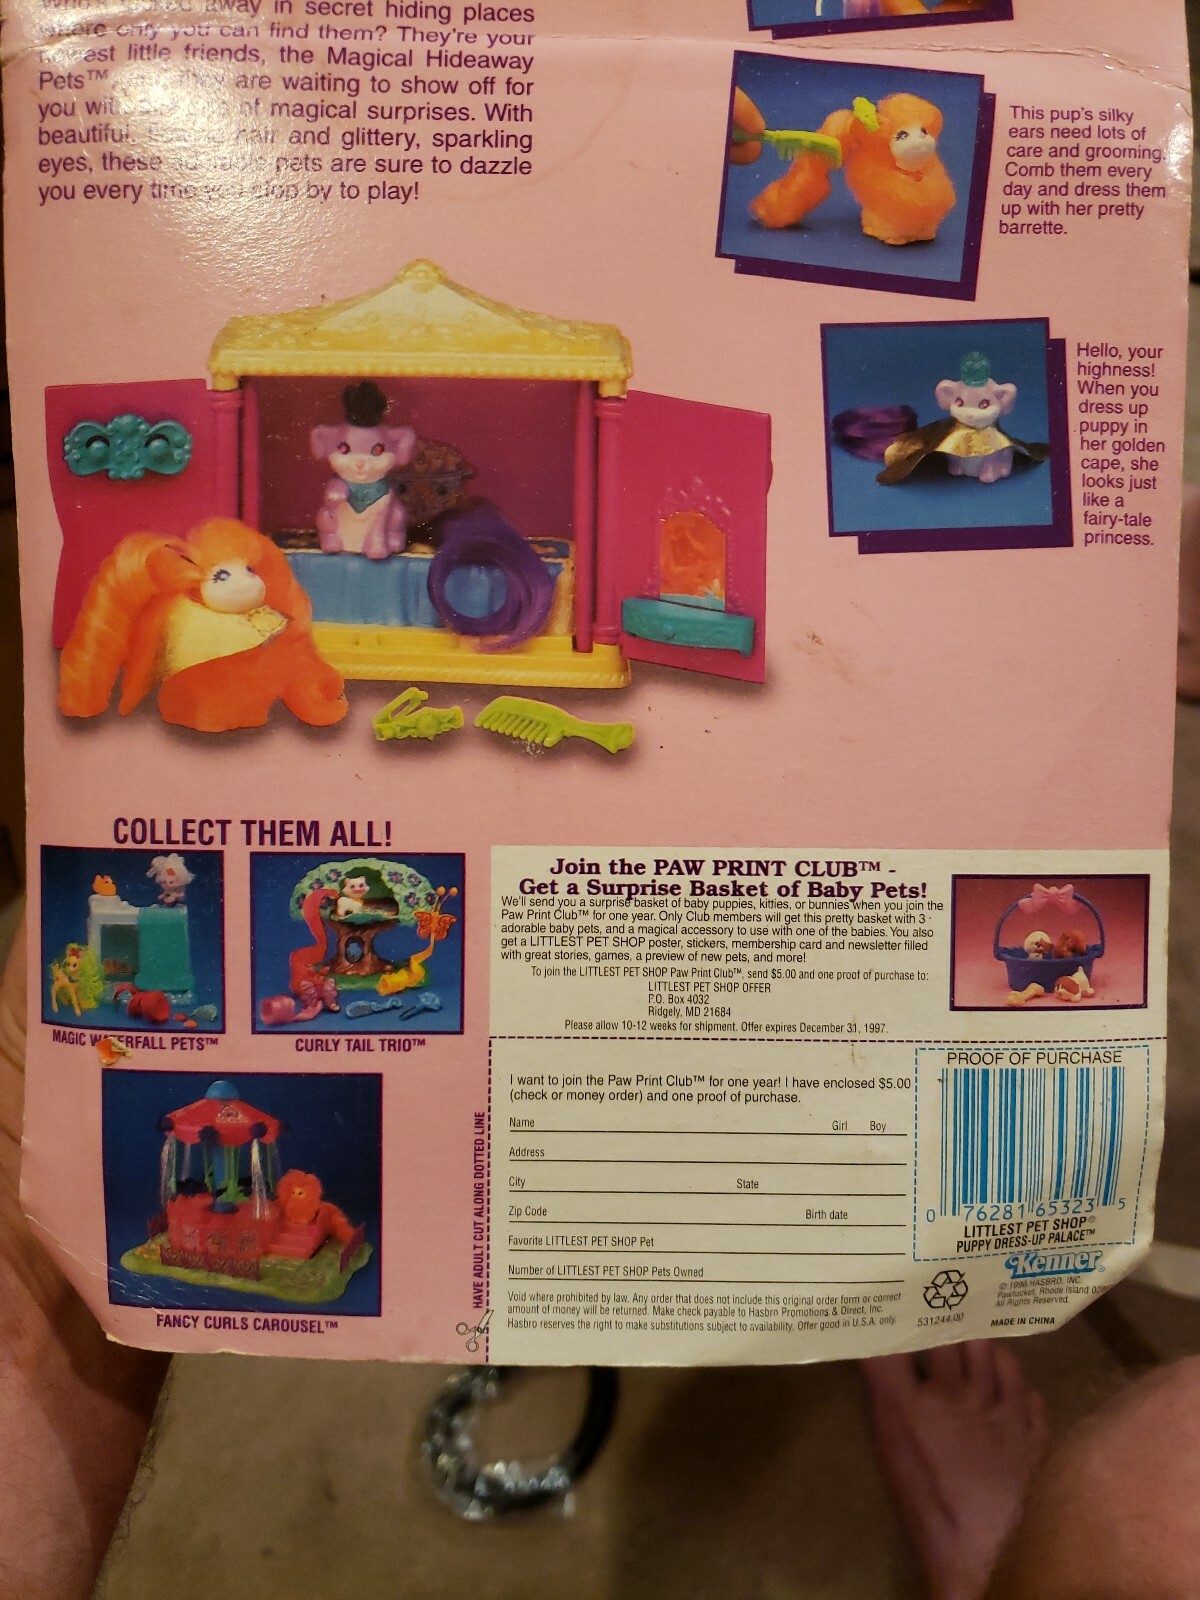 away in secret hiding places
where only you can find them? They're your
newest little friends, the Magical Hideaway
Pets™ are waiting to show off for
you with of magical surprises. With
beautiful, hair and glittery, sparkling
eyes, these adorable pets are sure to dazzle
you every time you stop by to play!
This pup's silky
ears need lots of
care and grooming.
Comb them every
day and dress them
up with her pretty
barrette.
Hello, your
highness!
When you
dress up
puppy in
her golden
cape, she
looks just
like a
fairy-tale
princess.
COLLECT THEM ALL!
MAGIC WATERFALL PETS™
CURLY TAIL TRIO™
FANCY CURLS CAROUSEL™
Join the PAW PRINT CLUB™ -
Get a Surprise Basket of Baby Pets!
We'll send you a surprise basket of baby puppies, kitties, or bunnies when you join the
Paw Print Club™ for one year. Only Club members will get this pretty basket with 3
adorable baby pets, and a magical accessory to use with one of the babies. You also
get a LITTLEST PET SHOP poster, stickers, membership card and newsletter filled
with great stories, games, a preview of new pets, and more!
To join the LITTLEST PET SHOP Paw Print Club™, send $5.00 and one proof of purchase to:
LITTLEST PET SHOP OFFER
P.O. Box 4032
Ridgely, MD 21684
Please allow 10-12 weeks for shipment. Offer expires December 31, 1997.
HAVE ADULT CUT ALONG DOTTED LINE
I want to join the Paw Print Club™ for one year! I have enclosed $5.00
(check or money order) and one proof of purchase.
Name Girl Boy
Address
City State
Zip Code Birth date
Favorite LITTLEST PET SHOP Pet
Number of LITTLEST PET SHOP Pets Owned
Void where prohibited by law. Any order that does not include this original order form or correct
amount of money will be returned. Make check payable to Hasbro Promotions & Direct, Inc.
Hasbro reserves the right to make substitutions subject to availability. Offer good in U.S.A. only.
PROOF OF PURCHASE
0 76281 65323 5
LITTLEST PET SHOP®
PUPPY DRESS-UP PALACE™
Kenner®
© 1996 HASBRO, INC.
Pawtucket, Rhode Island
All Rights Reserved.
531244.00
MADE IN CHINA